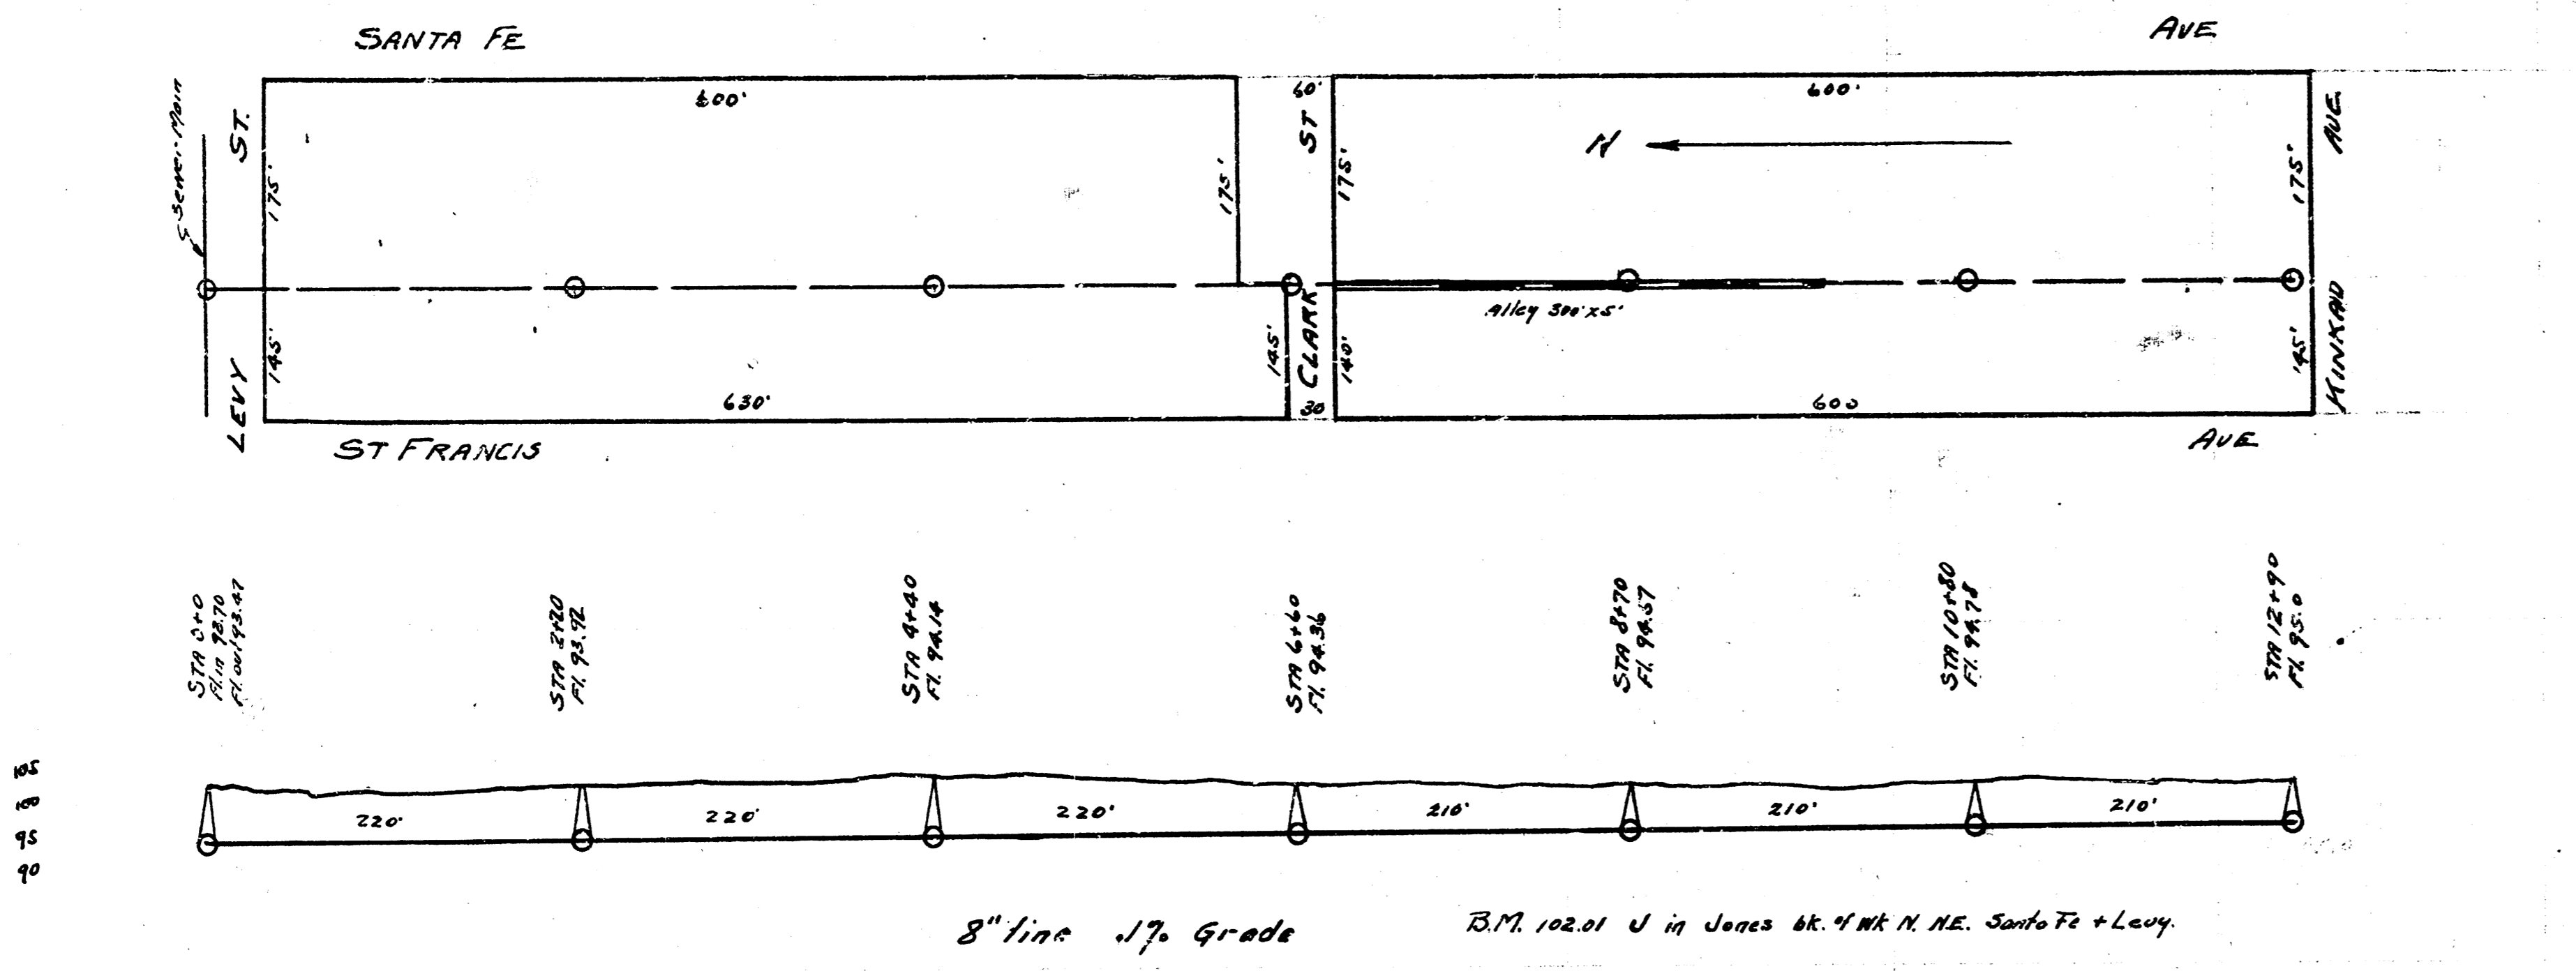 SANTA FE AVE
600'
60'
600'
Sewer Main
LEVY ST.
175'
145'
175'
145'
CLARK ST
175'
140'
N
Alley 300'x5'
175'
145'
KINKAID AVE.
630'
30
600
ST FRANCIS AVE
STA 0+0
Fl. in 93.70
Fl. out 93.47
STA 2+20
Fl. 93.92
STA 4+40
Fl. 94.14
STA 6+60
Fl. 94.36
STA 8+70
Fl. 94.57
STA 10+80
Fl. 94.78
STA 12+90
Fl. 95.0
105
100
95
90
220'
220'
220'
210'
210'
210'
8" line .1% Grade
B.M. 102.01 U in Jones bk. of Wk N. N.E. Santa Fe + Levy.